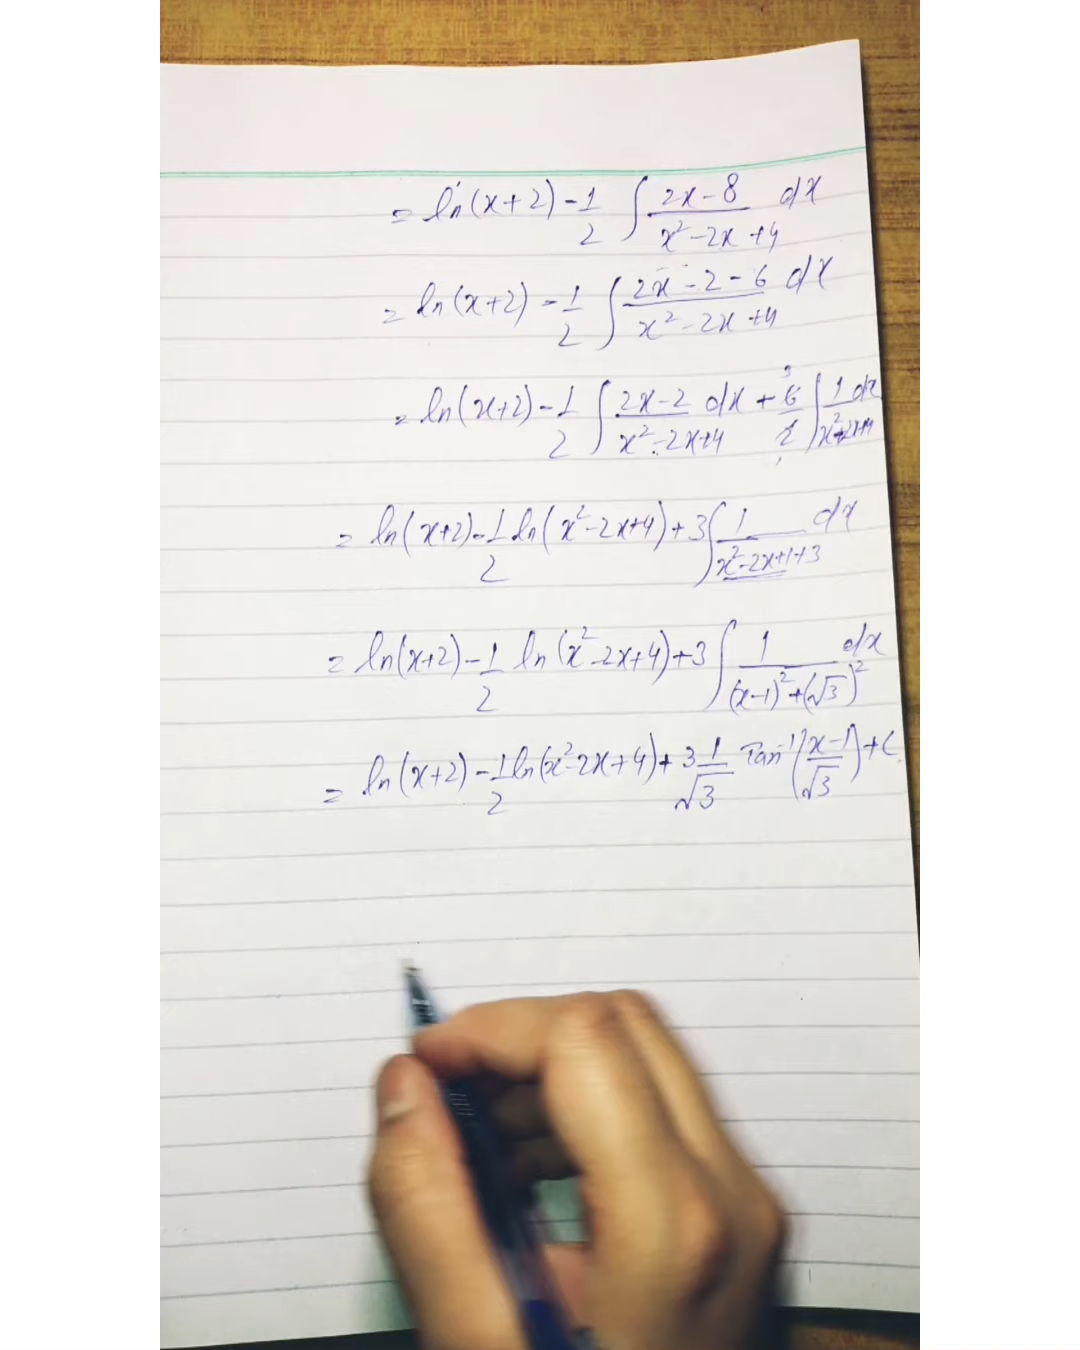 = ln(x+2) - 1/2 ∫ (2x-8)/(x²-2x+4) dx
= ln(x+2) - 1/2 ∫ (2x-2-6)/(x²-2x+4) dx
= ln(x+2) - 1/2 ∫ (2x-2)/(x²-2x+4) dx + 6/2 ∫ 1/(x²-2x+4) dx
= ln(x+2) - 1/2 ln(x²-2x+4) + 3∫ 1/(x²-2x+1+3) dx
= ln(x+2) - 1/2 ln(x²-2x+4) + 3∫ 1/((x-1)²+(√3)²) dx
= ln(x+2) - 1/2 ln(x²-2x+4) + 3 1/√3 Tan⁻¹((x-1)/√3) + C